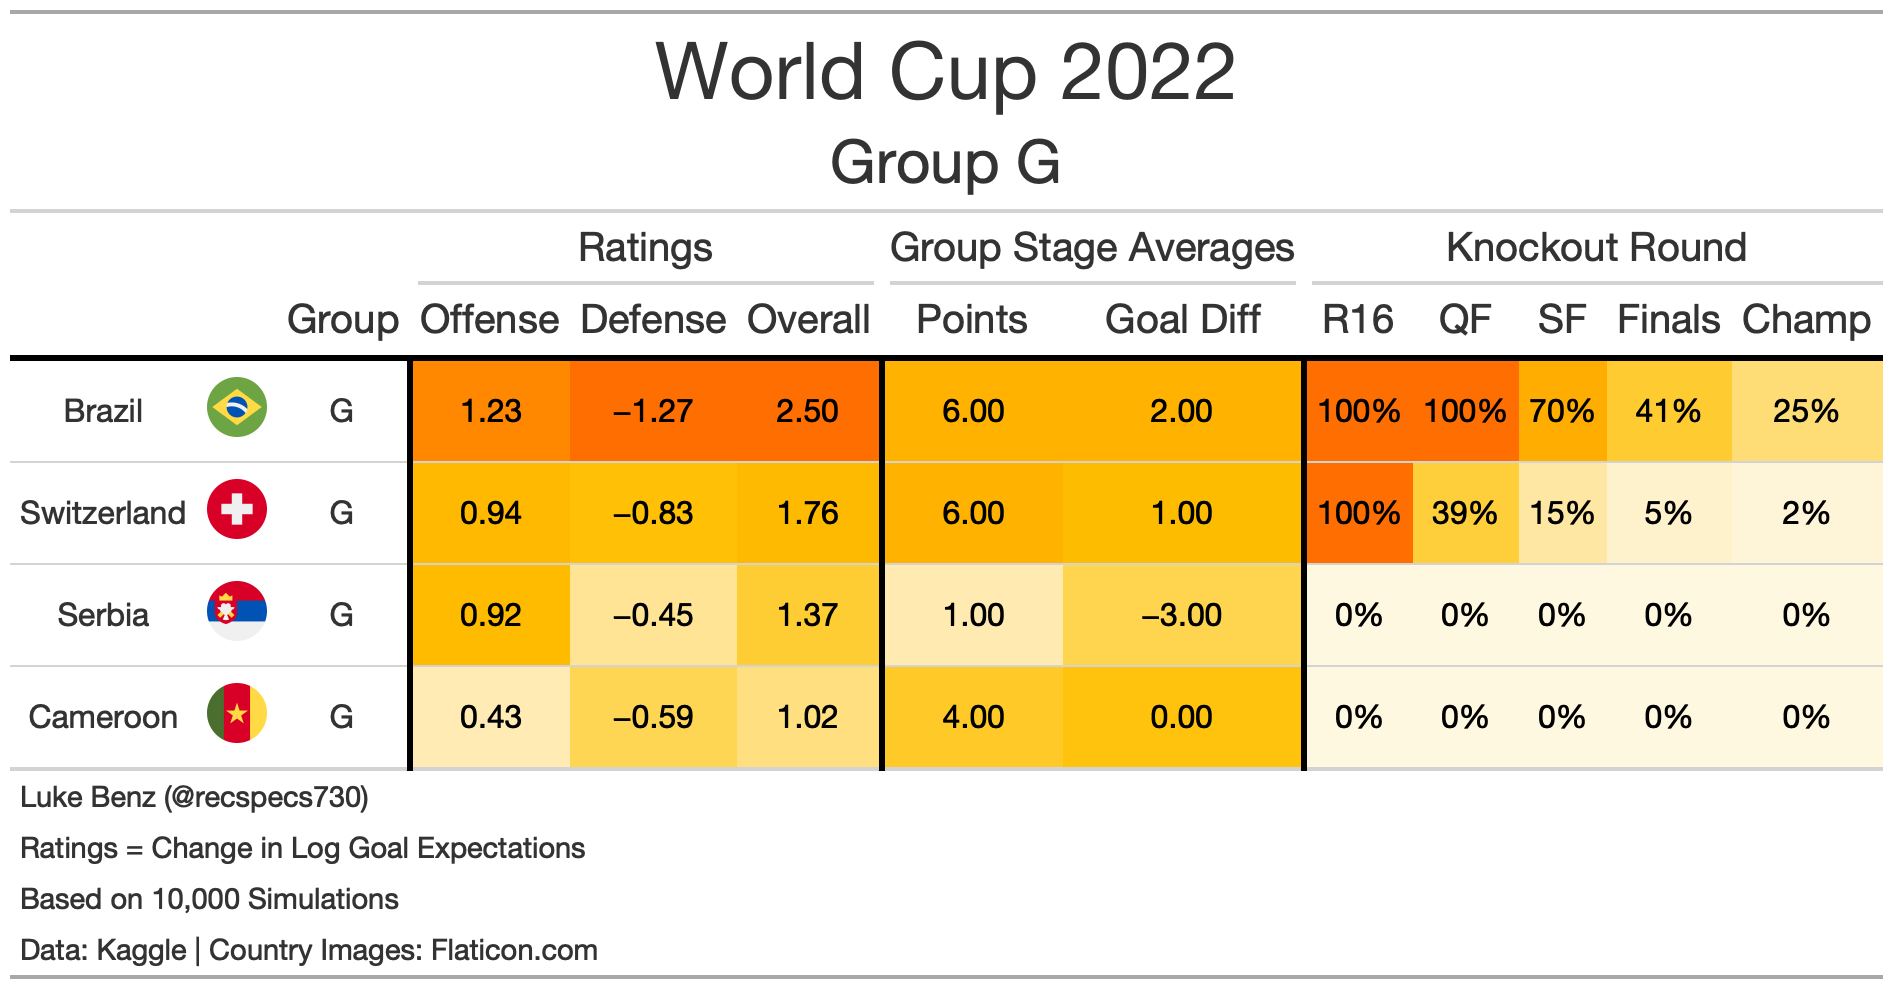 World Cup 2022
Group G
Ratings Group Stage Averages Knockout Round
Group Offense Defense Overall Points Goal Diff R16 QF SF Finals Champ
Brazil G 1.23 −1.27 2.50 6.00 2.00 100% 100% 70% 41% 25%
Switzerland G 0.94 −0.83 1.76 6.00 1.00 100% 39% 15% 5% 2%
Serbia G 0.92 −0.45 1.37 1.00 −3.00 0% 0% 0% 0% 0%
Cameroon G 0.43 −0.59 1.02 4.00 0.00 0% 0% 0% 0% 0%
Luke Benz (@recspecs730)
Ratings = Change in Log Goal Expectations
Based on 10,000 Simulations
Data: Kaggle | Country Images: Flaticon.com